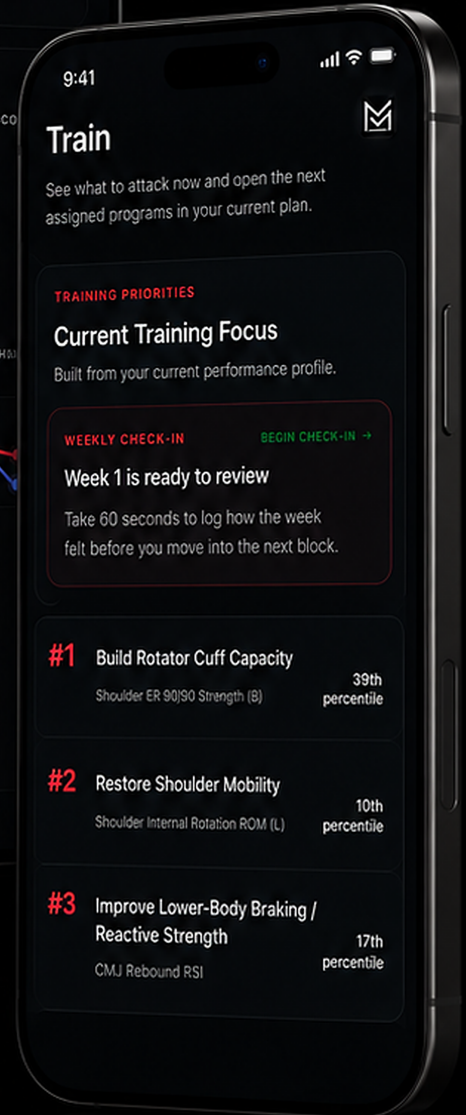 9:41
Train
See what to attack now and open the next
assigned programs in your current plan.
TRAINING PRIORITIES
Current Training Focus
Built from your current performance profile.
WEEKLY CHECK-IN
BEGIN CHECK-IN →
Week 1 is ready to review
Take 60 seconds to log how the week
felt before you move into the next block.
#1
Build Rotator Cuff Capacity
Shoulder ER 90/90 Strength (B)
39th
percentile
#2
Restore Shoulder Mobility
Shoulder Internal Rotation ROM (L)
10th
percentile
#3
Improve Lower-Body Braking /
Reactive Strength
CMJ Rebound RSI
17th
percentile